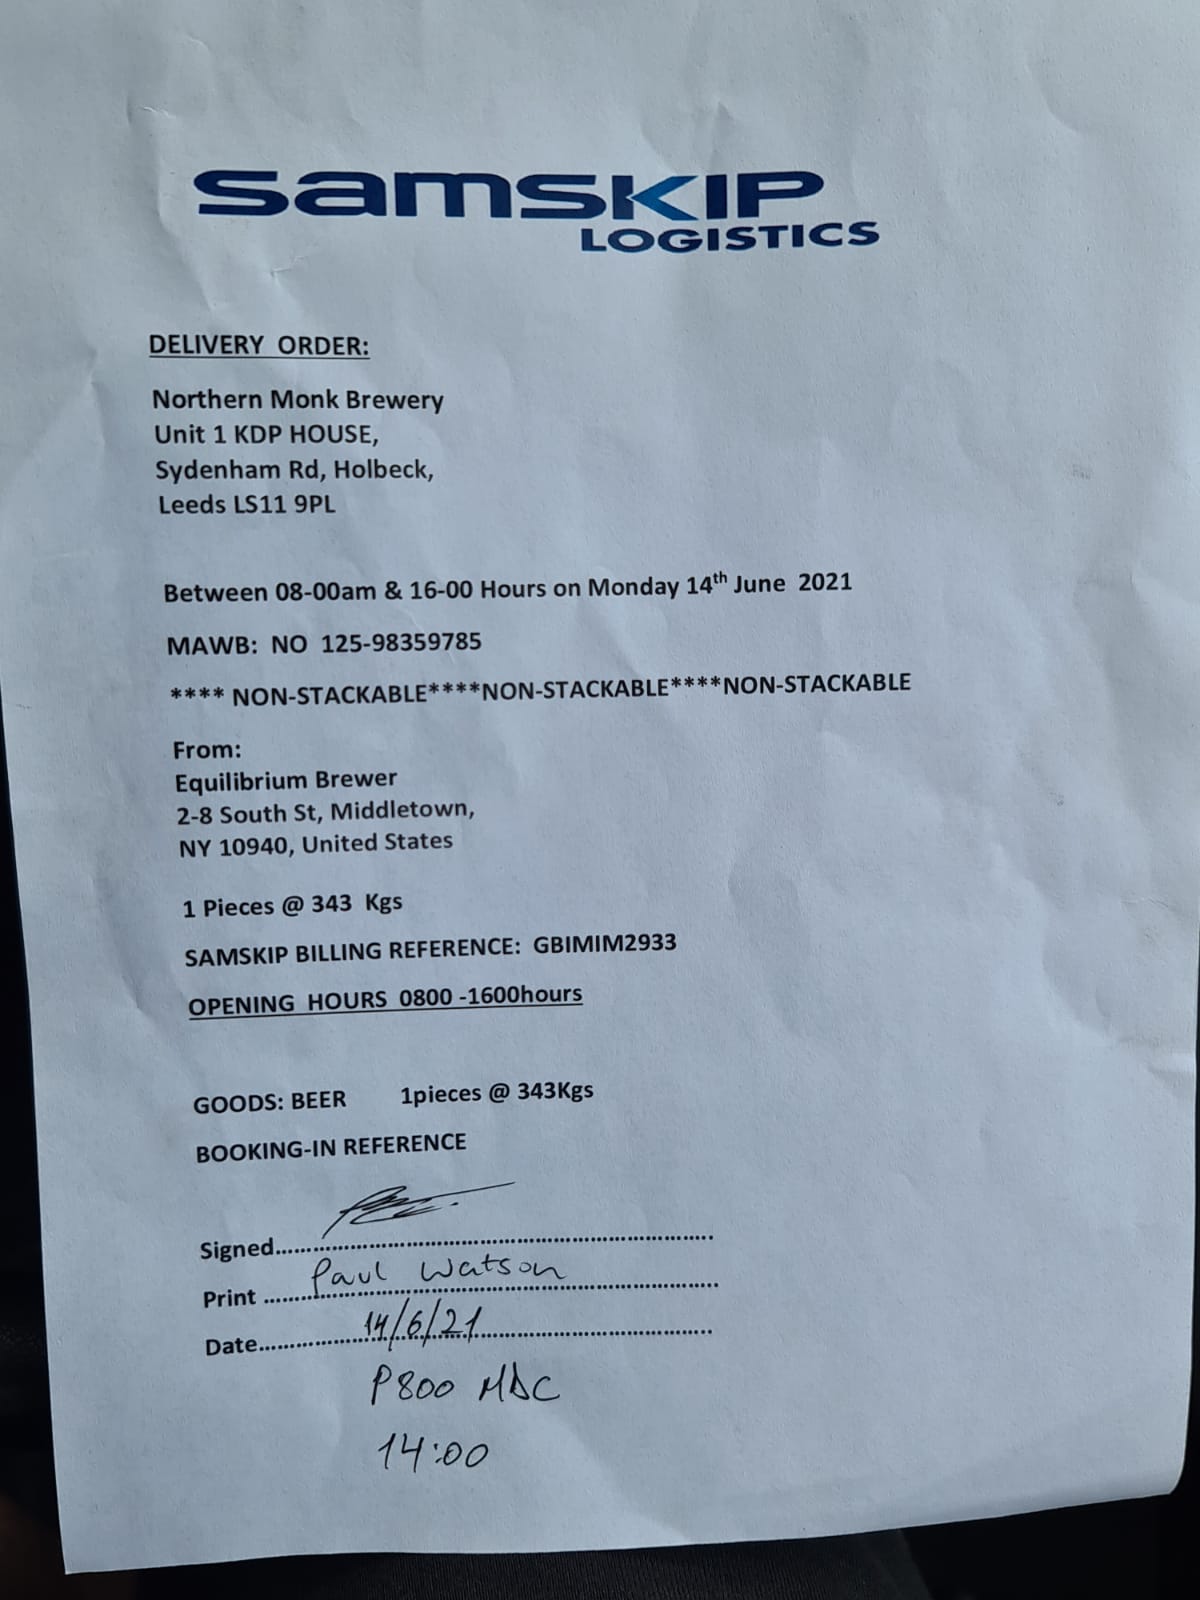 samskip
LOGISTICS
DELIVERY ORDER:
Northern Monk Brewery
Unit 1 KDP HOUSE,
Sydenham Rd, Holbeck,
Leeds LS11 9PL
Between 08-00am & 16-00 Hours on Monday 14th June 2021
MAWB: NO 125-98359785
**** NON-STACKABLE****NON-STACKABLE****NON-STACKABLE
From:
Equilibrium Brewer
2-8 South St, Middletown,
NY 10940, United States
1 Pieces @ 343 Kgs
SAMSKIP BILLING REFERENCE: GBIMIM2933
OPENING HOURS 0800 -1600hours
GOODS: BEER 1pieces @ 343Kgs
BOOKING-IN REFERENCE
Signed
Print Paul Watson
Date 14/6/21
P800 MDC
14:00